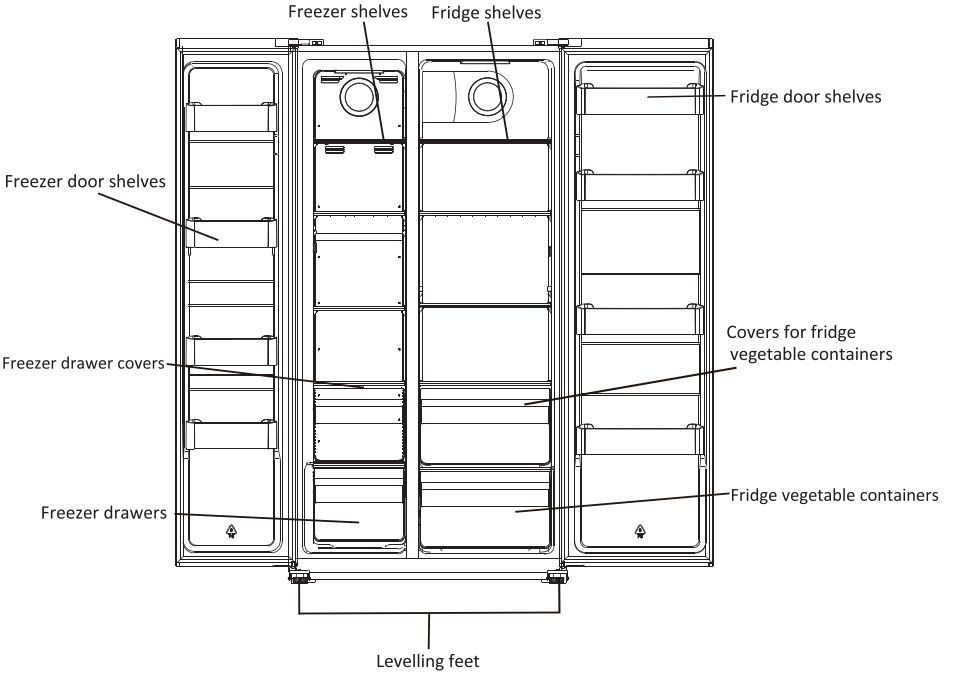 Freezer shelves
Fridge shelves
Fridge door shelves
Freezer door shelves
Covers for fridge
vegetable containers
Freezer drawer covers
Fridge vegetable containers
Freezer drawers
Levelling feet